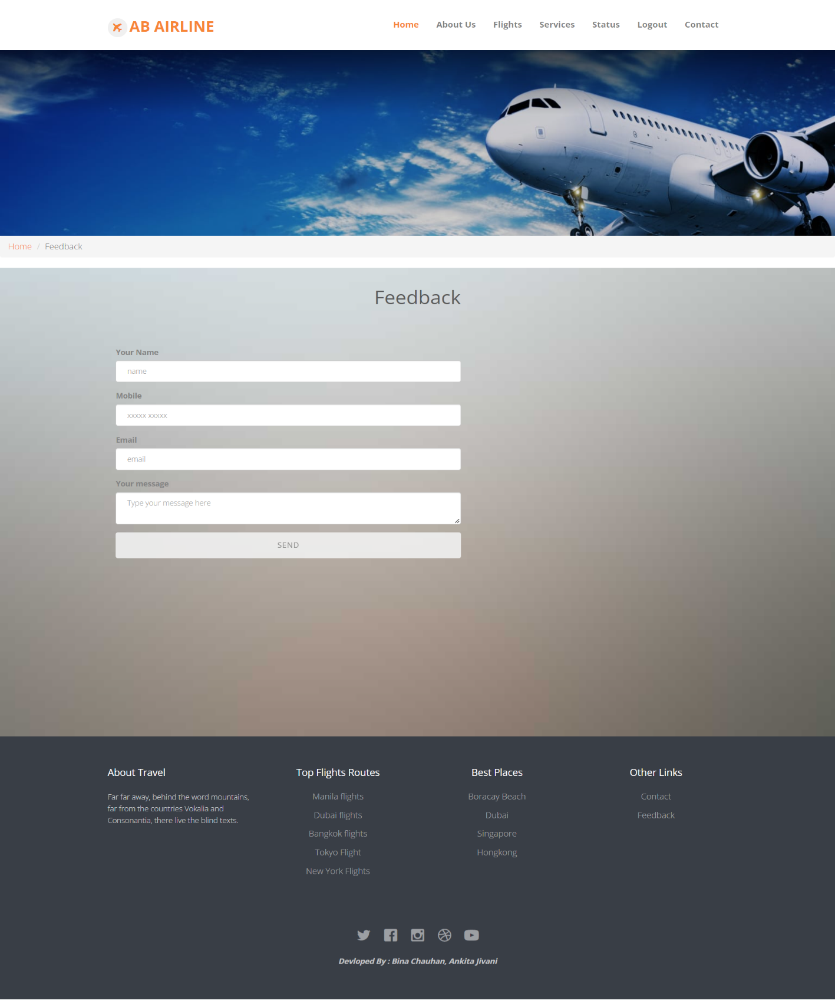 AB AIRLINE
Home About Us Flights Services Status Logout Contact
Home / Feedback
Feedback
Your Name
name
Mobile
xxxxx xxxxx
Email
email
Your message
Type your message here
SEND
About Travel
Far far away, behind the word mountains,
far from the countries Vokalia and
Consonantia, there live the blind texts.
Top Flights Routes
Manila flights
Dubai flights
Bangkok flights
Tokyo Flight
New York Flights
Best Places
Boracay Beach
Dubai
Singapore
Hongkong
Other Links
Contact
Feedback
Devloped By : Bina Chauhan, Ankita Jivani